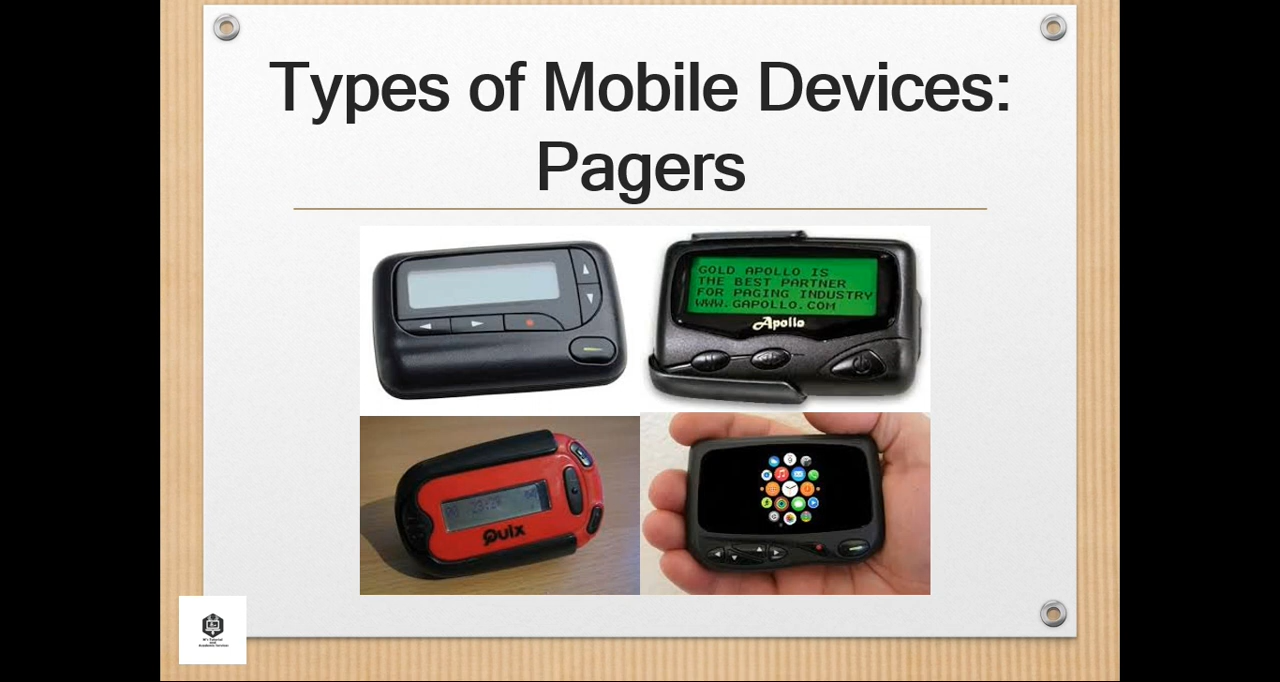 Types of Mobile Devices:
Pagers
GOLD APOLLO IS
THE BEST PARTNER
FOR PAGING INDUSTRY
WWW.GAPOLLO.COM
Apollo
Quix